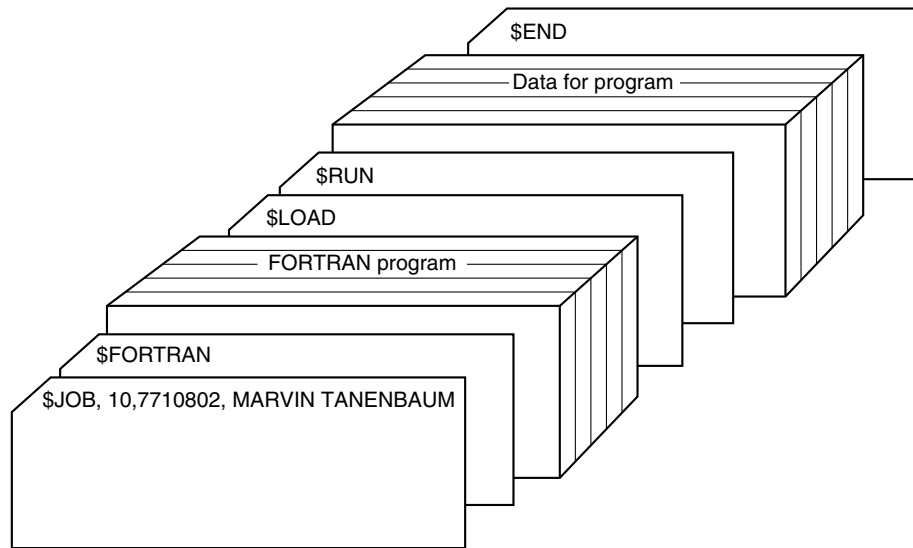 $END
Data for program
$RUN
$LOAD
FORTRAN program
$FORTRAN
$JOB, 10,7710802, MARVIN TANENBAUM